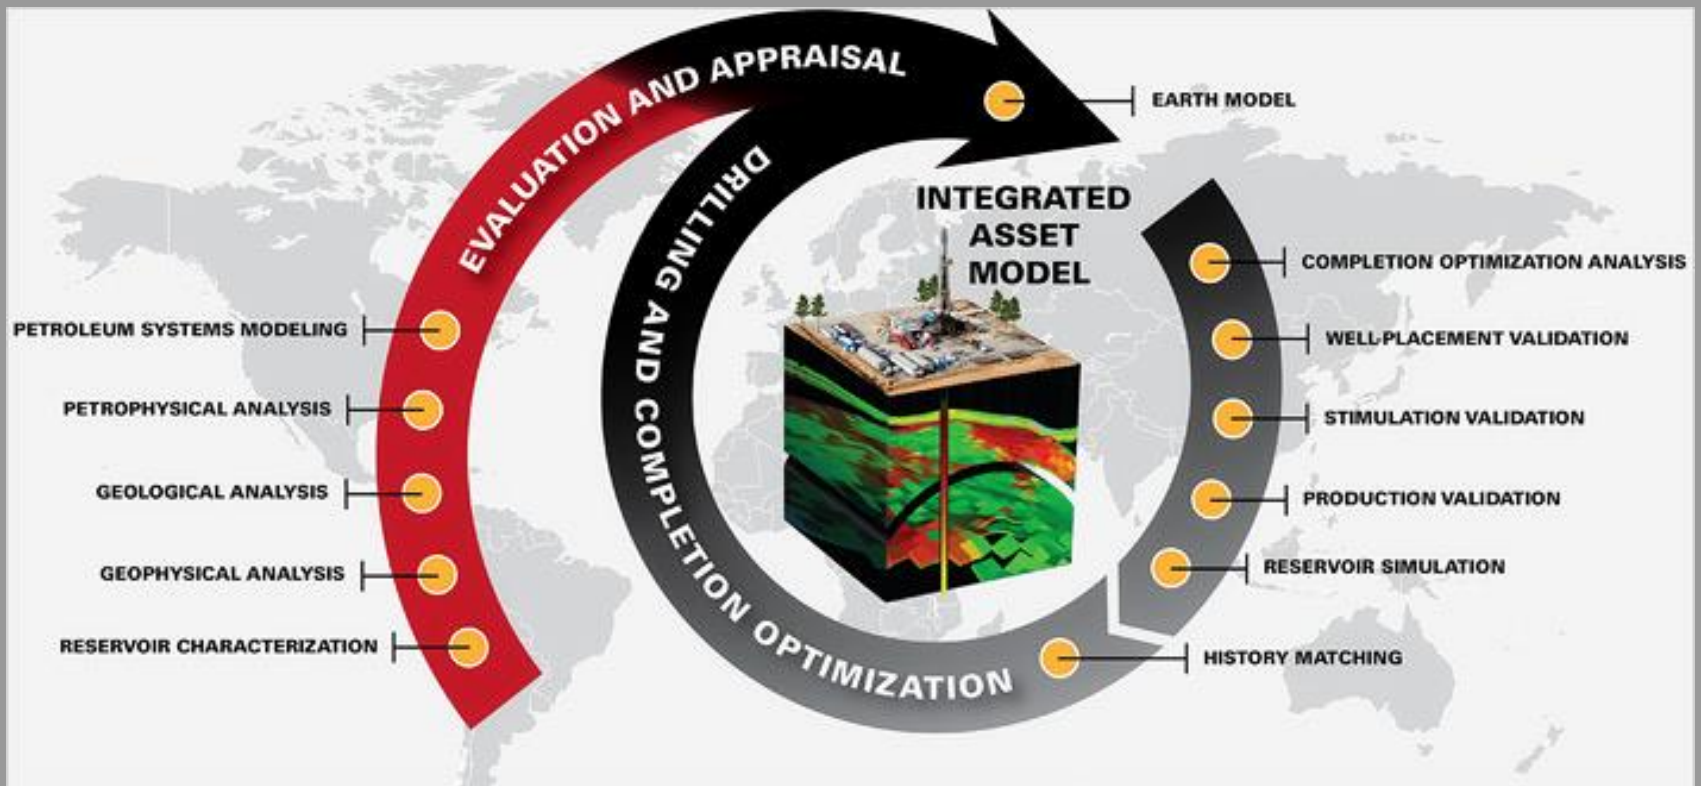 EVALUATION AND APPRAISAL
DRILLING AND COMPLETION OPTIMIZATION
INTEGRATED
ASSET
MODEL
EARTH MODEL
COMPLETION OPTIMIZATION ANALYSIS
WELL-PLACEMENT VALIDATION
STIMULATION VALIDATION
PRODUCTION VALIDATION
RESERVOIR SIMULATION
HISTORY MATCHING
PETROLEUM SYSTEMS MODELING
PETROPHYSICAL ANALYSIS
GEOLOGICAL ANALYSIS
GEOPHYSICAL ANALYSIS
RESERVOIR CHARACTERIZATION